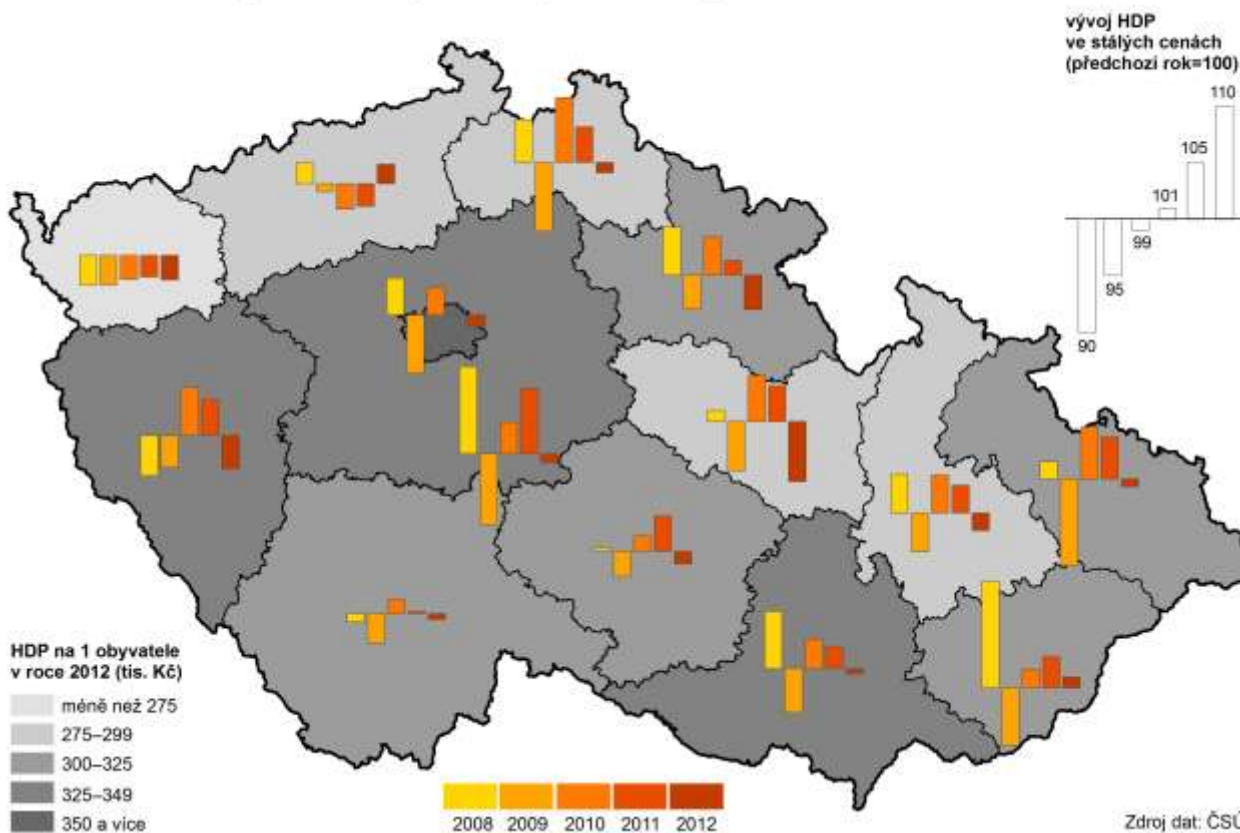 vývoj HDP
ve stálých cenách
(předchozí rok=100)
110
105
101
99
95
90
HDP na 1 obyvatele
v roce 2012 (tis. Kč)
méně než 275
275–299
300–325
325–349
350 a více
2008 2009 2010 2011 2012
Zdroj dat: ČSÚ